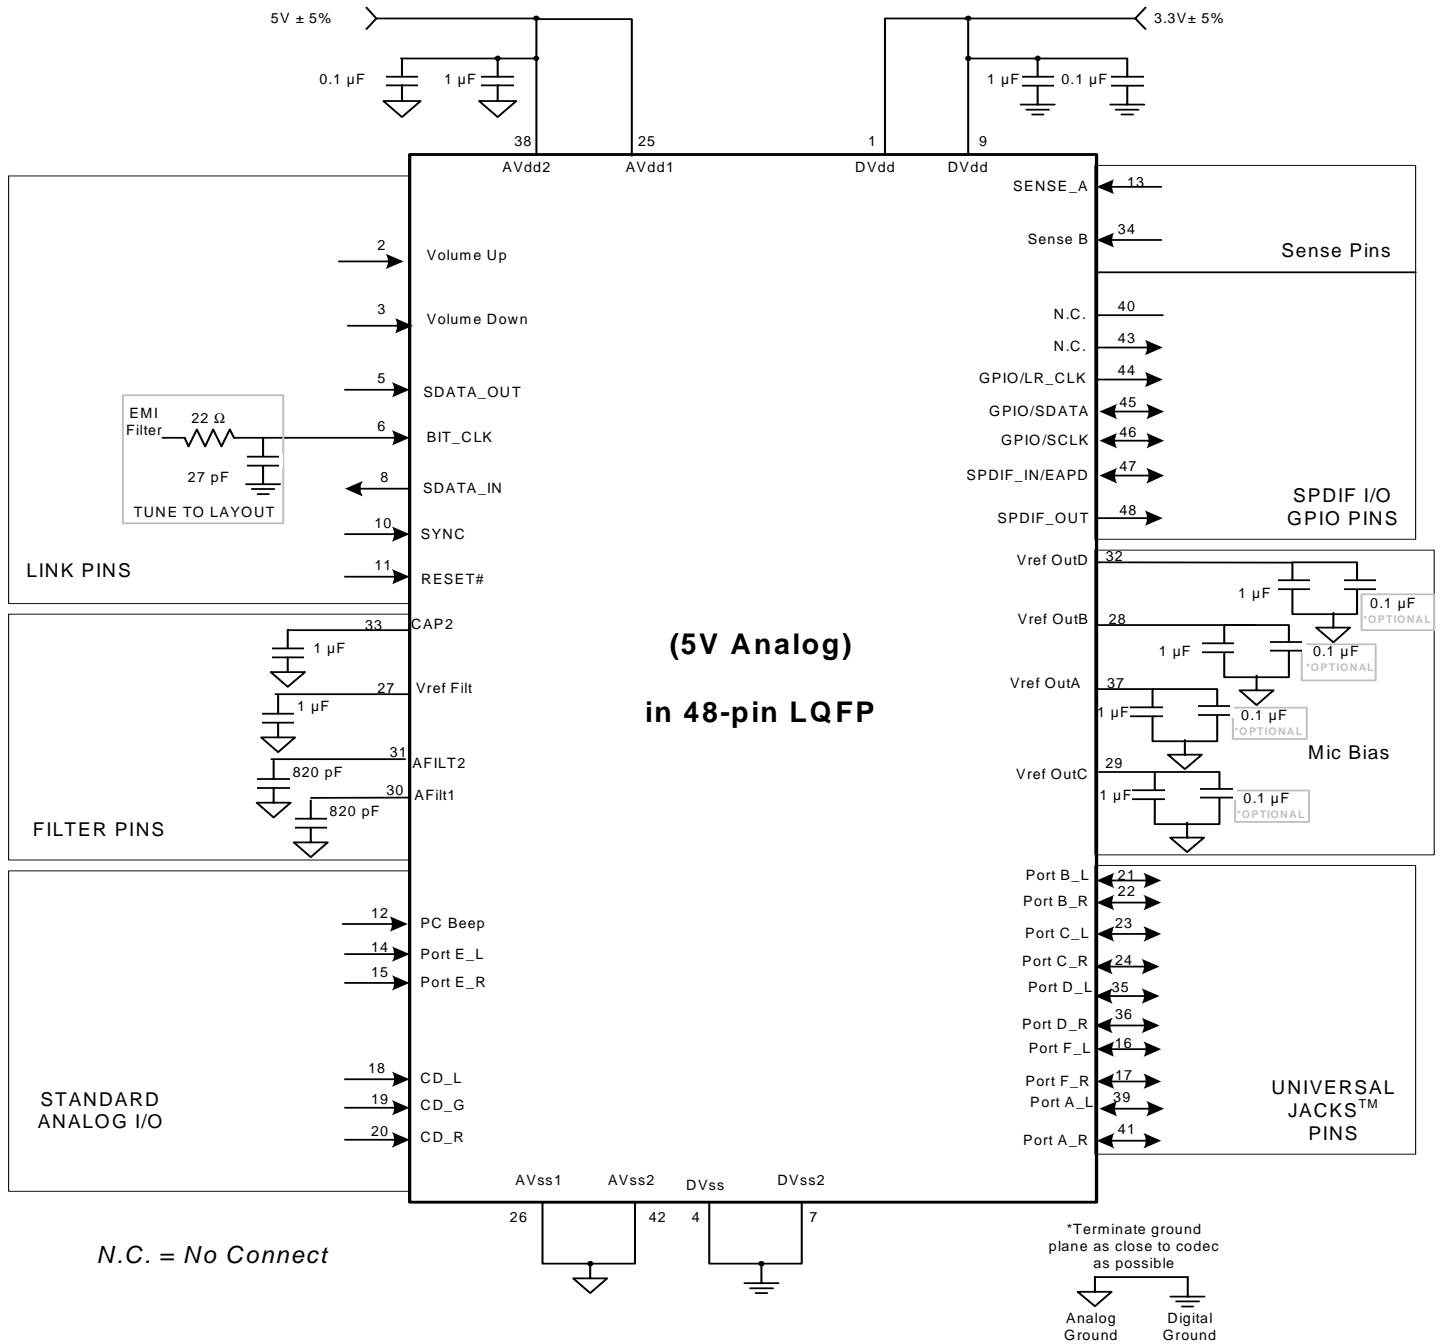 5V ± 5%
3.3V± 5%
0.1 µF
1 µF
1 µF
0.1 µF
38
25
1
9
AVdd2
AVdd1
DVdd
DVdd
2
Volume Up
3
Volume Down
5
SDATA_OUT
EMI
Filter
22 Ω
27 pF
TUNE TO LAYOUT
6
BIT_CLK
8
SDATA_IN
10
SYNC
11
RESET#
LINK PINS
33
CAP2
1 µF
27
Vref Filt
1 µF
31
AFILT2
820 pF
30
AFilt1
820 pF
FILTER PINS
12
PC Beep
14
Port E_L
15
Port E_R
18
CD_L
19
CD_G
20
CD_R
STANDARD
ANALOG I/O
(5V Analog)
in 48-pin LQFP
SENSE_A
13
Sense B
34
Sense Pins
N.C.
40
N.C.
43
GPIO/LR_CLK
44
GPIO/SDATA
45
GPIO/SCLK
46
SPDIF_IN/EAPD
47
SPDIF_OUT
48
SPDIF I/O
GPIO PINS
Vref OutD
32
1 µF
0.1 µF
*OPTIONAL
Vref OutB
28
1 µF
0.1 µF
*OPTIONAL
Vref OutA
37
1 µF
0.1 µF
*OPTIONAL
Mic Bias
Vref OutC
29
1 µF
0.1 µF
*OPTIONAL
Port B_L
21
Port B_R
22
Port C_L
23
Port C_R
24
Port D_L
35
Port D_R
36
Port F_L
16
Port F_R
17
Port A_L
39
Port A_R
41
UNIVERSAL
JACKS™
PINS
AVss1
AVss2
DVss
DVss2
26
42
4
7
N.C. = No Connect
*Terminate ground
plane as close to codec
as possible
Analog
Ground
Digital
Ground